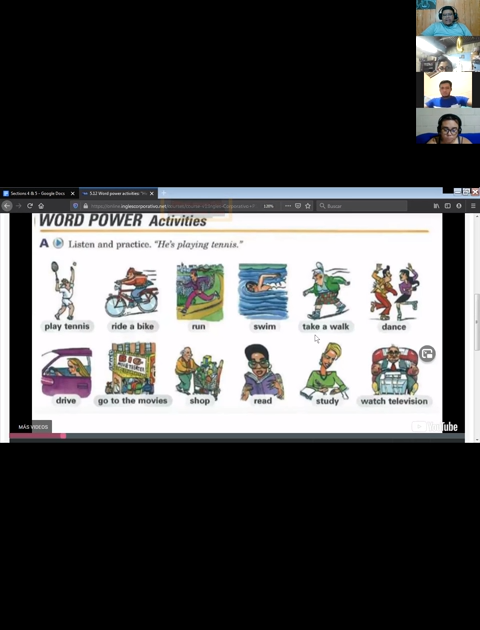 Sections 4 & 5 - Google Docs
5.12 Word power activities: "W
inglescorporativo.net
Buscar
WORD POWER Activities
A Listen and practice. "He's playing tennis."
play tennis ride a bike run swim take a walk dance
drive go to the movies shop read study watch television
MÁS VIDEOS
YouTube